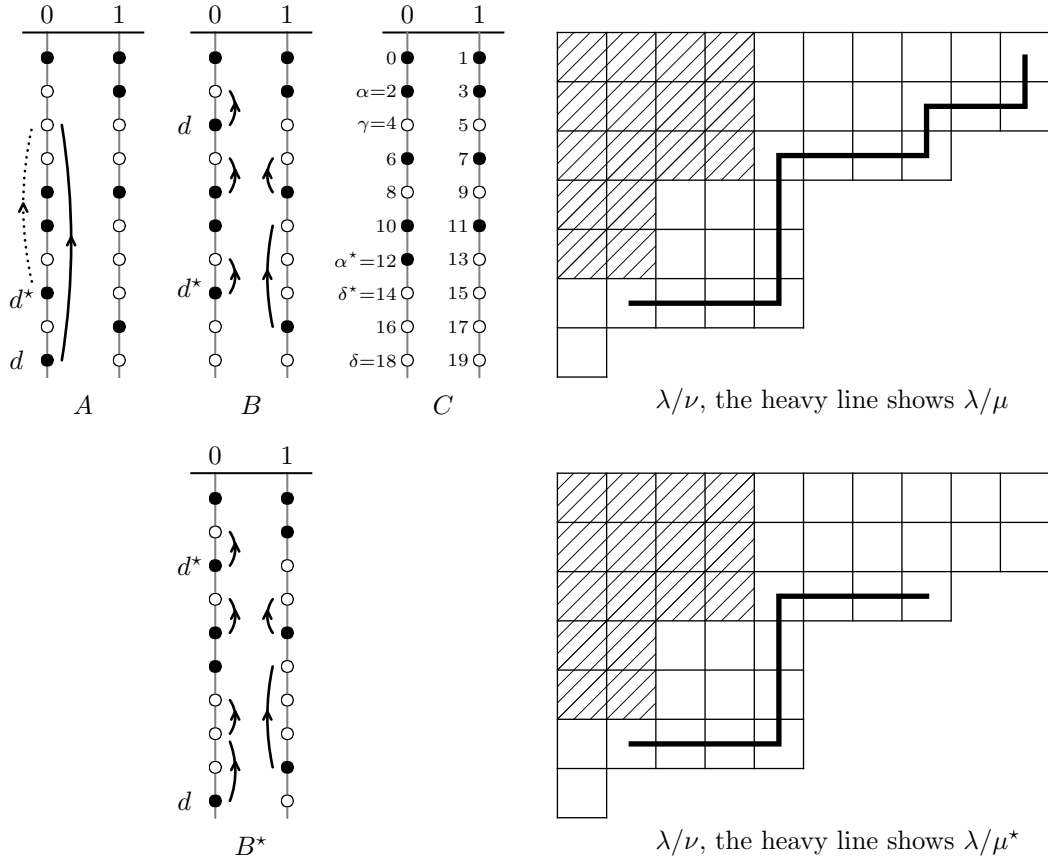 0 1 0 1 0 1
0 1
α=2 3
d γ=4 5
6 7
8 9
10 11
α⋆=12 13
d⋆ d⋆ δ⋆=14 15
16 17
d δ=18 19
A B C λ/ν, the heavy line shows λ/μ
0 1
d⋆
d
B⋆ λ/ν, the heavy line shows λ/μ⋆